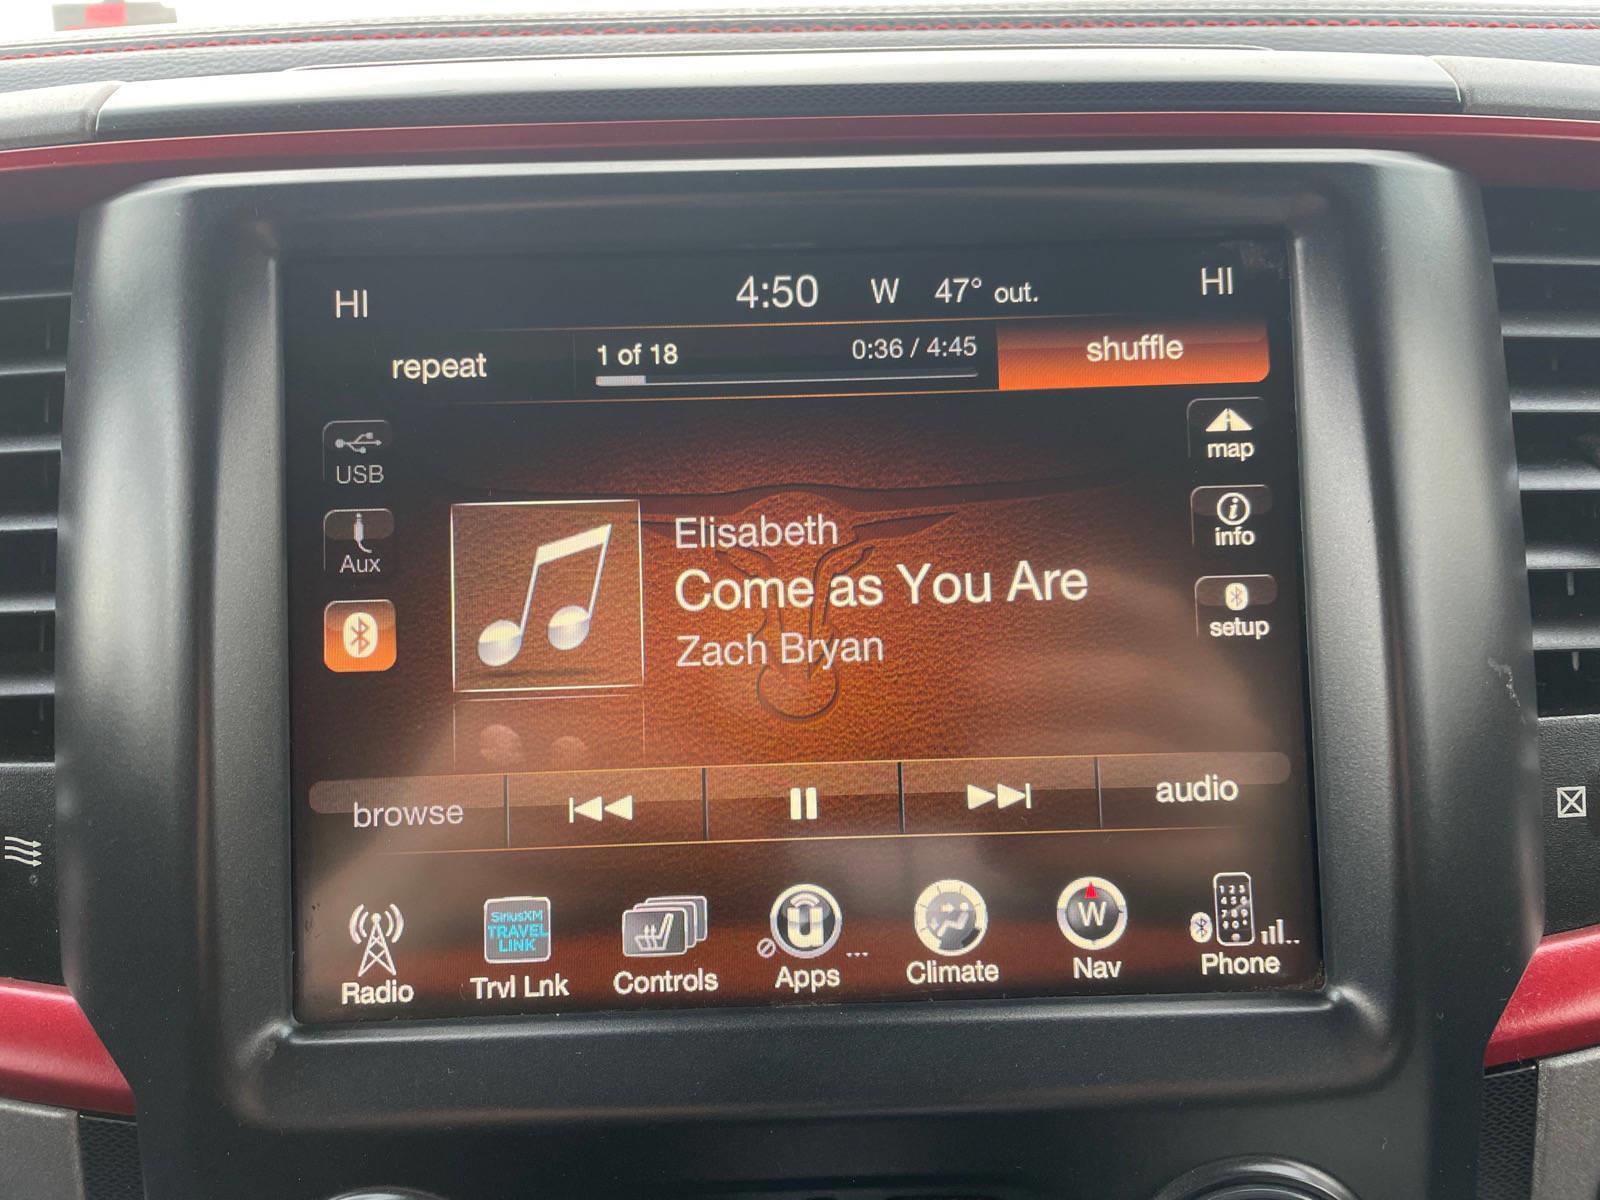 HI
4:50 W 47° out.
HI
repeat
1 of 18
0:36 / 4:45
shuffle
USB
Aux
map
info
setup
Elisabeth
Come as You Are
Zach Bryan
browse
audio
SiriusXM
TRAVEL
LINK
W
Radio
Trvl Lnk
Controls
Apps
...
Climate
Nav
Phone